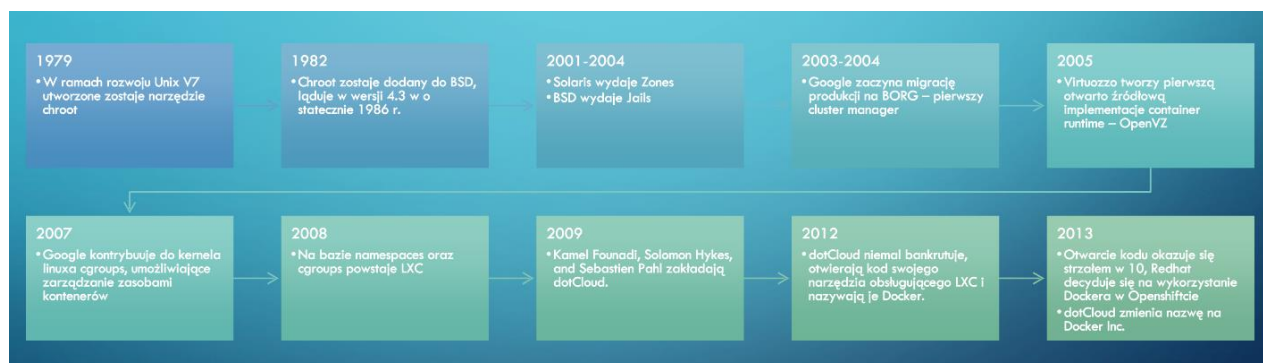 1979
• W ramach rozwoju Unix V7
utworzone zostaje narzędzie
chroot
1982
• Chroot zostaje dodany do BSD,
ląduje w wersji 4.3 w o
statecznie 1986 r.
2001-2004
• Solaris wydaje Zones
• BSD wydaje Jails
2003-2004
• Google zaczyna migrację
produkcji na BORG – pierwszy
cluster manager
2005
• Virtuozzo tworzy pierwszą
otwarto źródłową
implementacje container
runtime – OpenVZ
2007
• Google kontrybuuje do kernela
linuxa cgroups, umożliwiające
zarządzanie zasobami
kontenerów
2008
• Na bazie namespaces oraz
cgroups powstaje LXC
2009
• Kamel Founadi, Solomon Hykes,
and Sebastien Pahl zakładają
dotCloud.
2012
• dotCloud niemal bankrutuje,
otwierają kod swojego
narzędzia obsługującego LXC i
nazywają je Docker.
2013
• Otwarcie kodu okazuje się
strzałem w 10, Redhat
decyduje się na wykorzystanie
Dockera w Openshiftcie
• dotCloud zmienia nazwę na
Docker Inc.